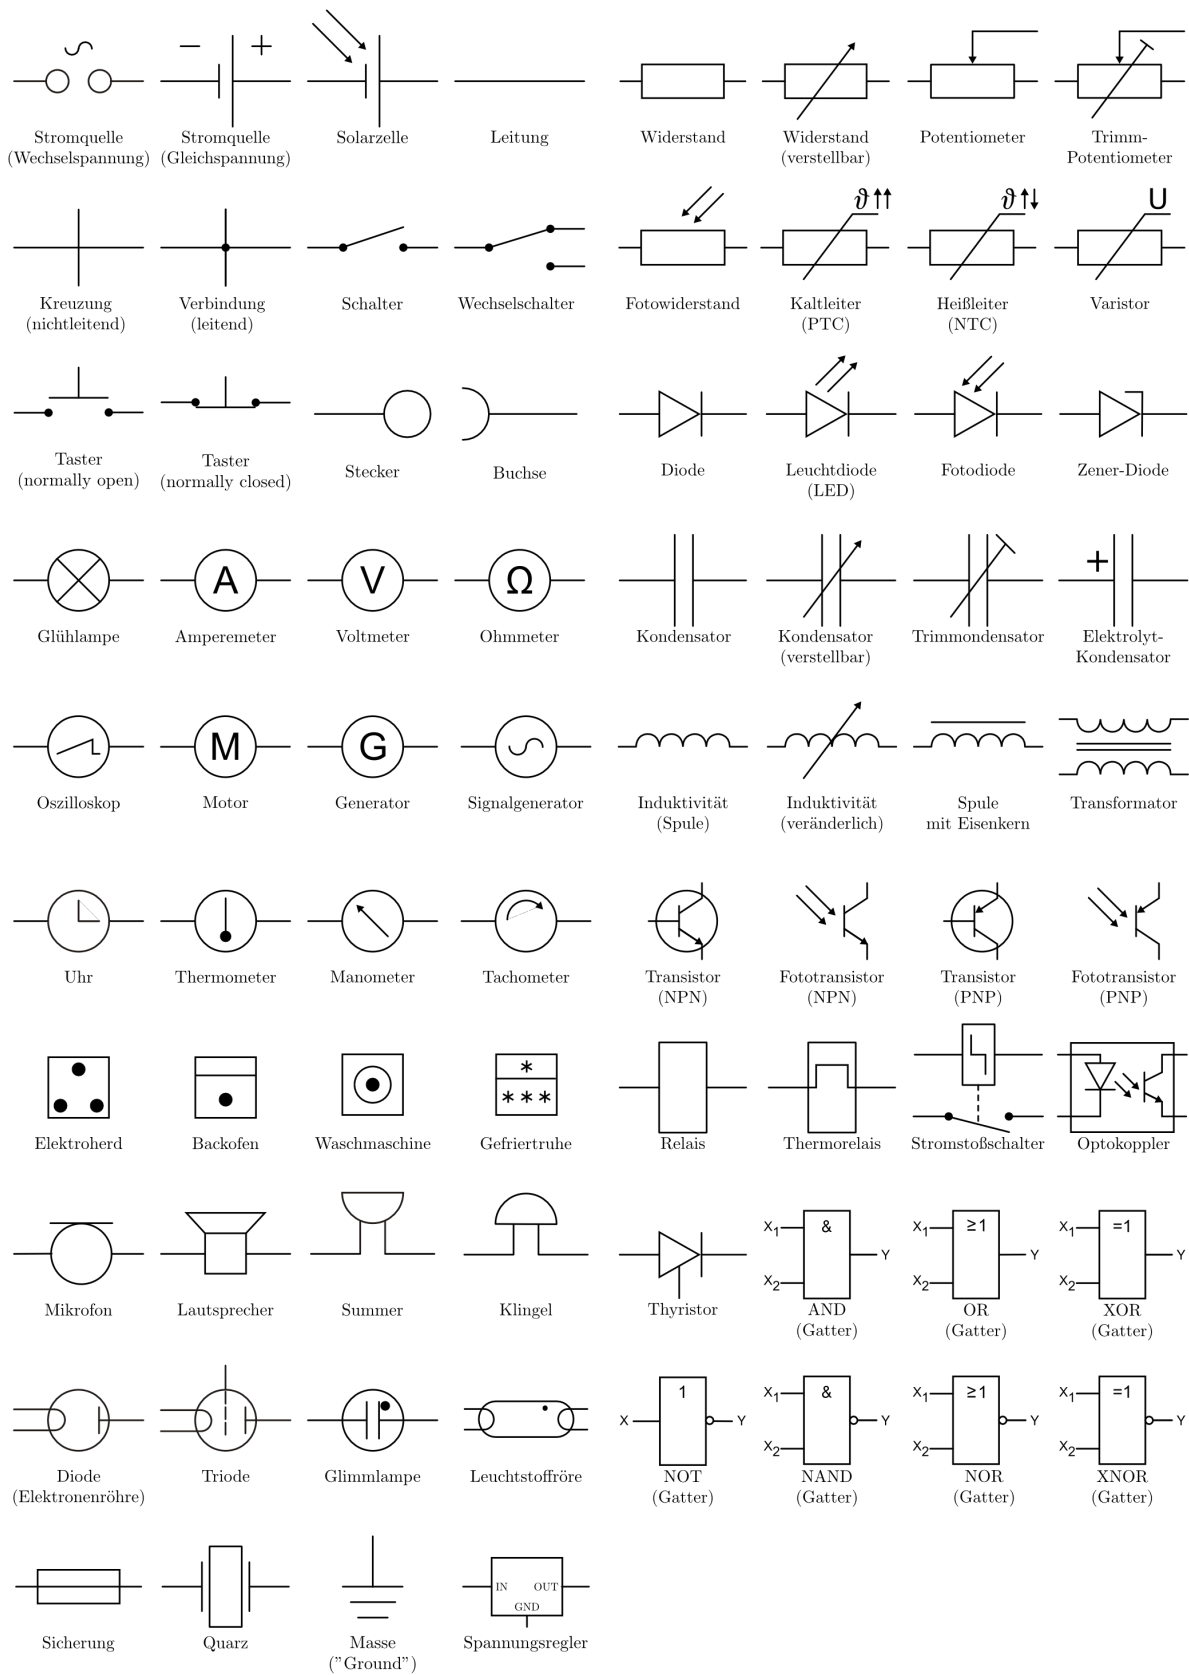 − +
Stromquelle
(Wechselspannung)
Stromquelle
(Gleichspannung)
Solarzelle
Leitung
Widerstand
Widerstand
(verstellbar)
Potentiometer
Trimm-
Potentiometer
Kreuzung
(nichtleitend)
Verbindung
(leitend)
Schalter
Wechselschalter
Fotowiderstand
ϑ
Kaltleiter
(PTC)
ϑ
Heißleiter
(NTC)
U
Varistor
Taster
(normally open)
Taster
(normally closed)
Stecker
Buchse
Diode
Leuchtdiode
(LED)
Fotodiode
Zener-Diode
Glühlampe
A
Amperemeter
V
Voltmeter
Ω
Ohmmeter
Kondensator
Kondensator
(verstellbar)
Trimmondensator
+
Elektrolyt-
Kondensator
Oszilloskop
M
Motor
G
Generator
Signalgenerator
Induktivität
(Spule)
Induktivität
(veränderlich)
Spule
mit Eisenkern
Transformator
Uhr
Thermometer
Manometer
Tachometer
Transistor
(NPN)
Fototransistor
(NPN)
Transistor
(PNP)
Fototransistor
(PNP)
Elektroherd
Backofen
Waschmaschine
*
***
Gefriertruhe
Relais
Thermorelais
Stromstoßschalter
Optokoppler
Mikrofon
Lautsprecher
Summer
Klingel
Thyristor
X₁ & Y
X₂
AND
(Gatter)
X₁ ≥1 Y
X₂
OR
(Gatter)
X₁ =1 Y
X₂
XOR
(Gatter)
Diode
(Elektronenröhre)
Triode
Glimmlampe
Leuchtstoffröre
X 1 Y
NOT
(Gatter)
X₁ & Y
X₂
NAND
(Gatter)
X₁ ≥1 Y
X₂
NOR
(Gatter)
X₁ =1 Y
X₂
XNOR
(Gatter)
Sicherung
Quarz
Masse
("Ground")
IN OUT
GND
Spannungsregler